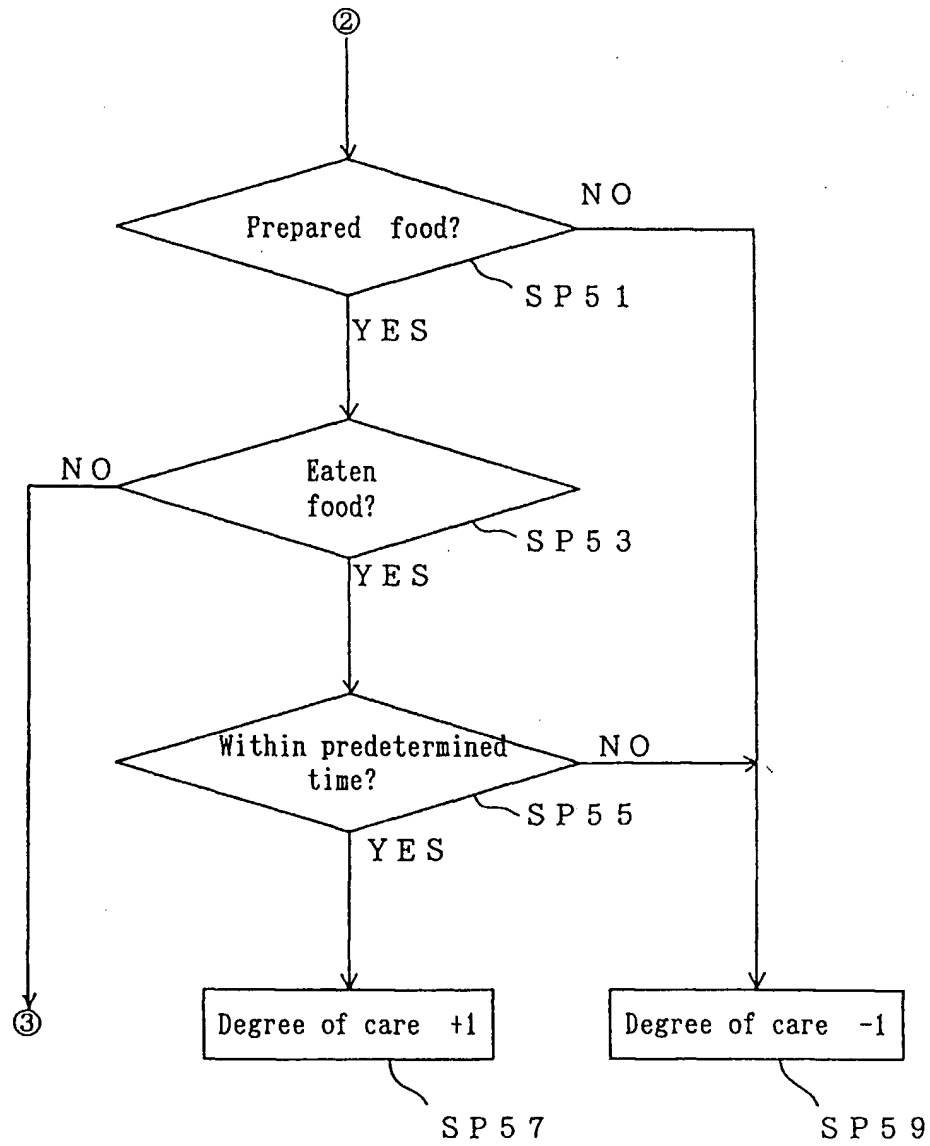 ②
Prepared food?
NO
SP51
YES
NO
Eaten
food?
SP53
YES
Within predetermined
time?
NO
SP55
YES
③
Degree of care +1
Degree of care -1
SP57
SP59